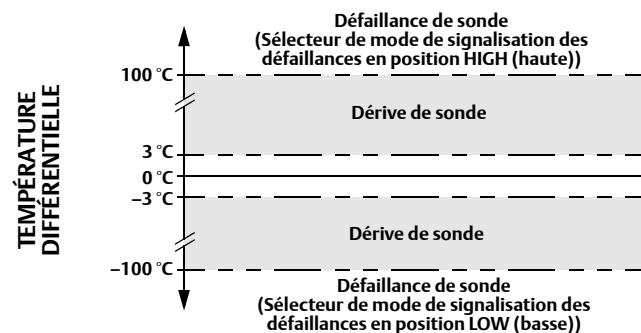 Défaillance de sonde
(Sélecteur de mode de signalisation des
défaillances en position HIGH (haute))
100 °C
Dérive de sonde
3 °C
0 °C
–3 °C
Dérive de sonde
–100 °C
Défaillance de sonde
(Sélecteur de mode de signalisation des
défaillances en position LOW (basse))
TEMPÉRATURE
DIFFÉRENTIELLE